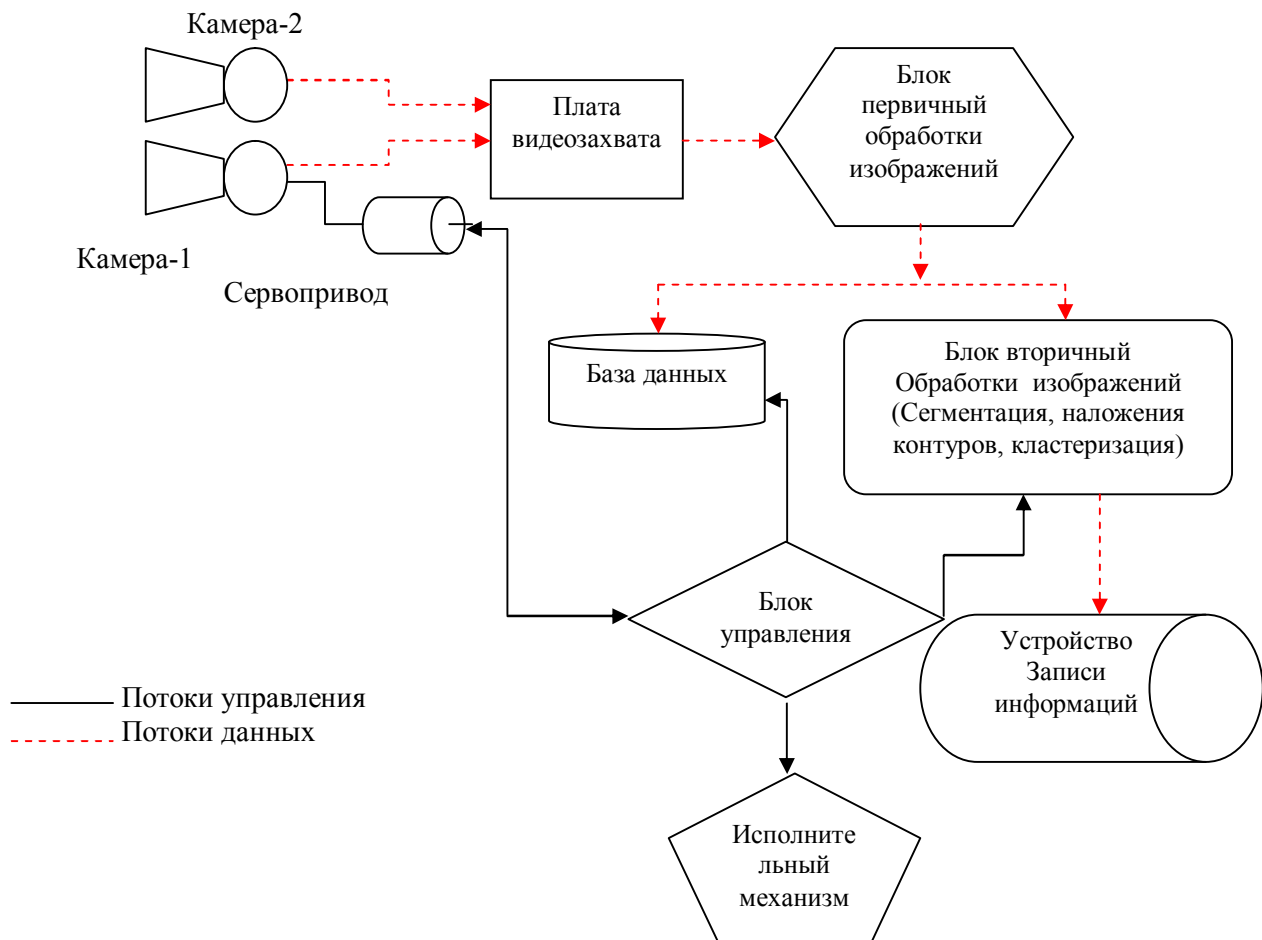 Камера-2
Плата
видеозахвата
Блок
первичный
обработки
изображений
Камера-1
Сервопривод
База данных
Блок вторичный
Обработки изображений
(Сегментация, наложения
контуров, кластеризация)
Блок
управления
Устройство
Записи
информаций
Потоки управления
Потоки данных
Исполните
льный
механизм